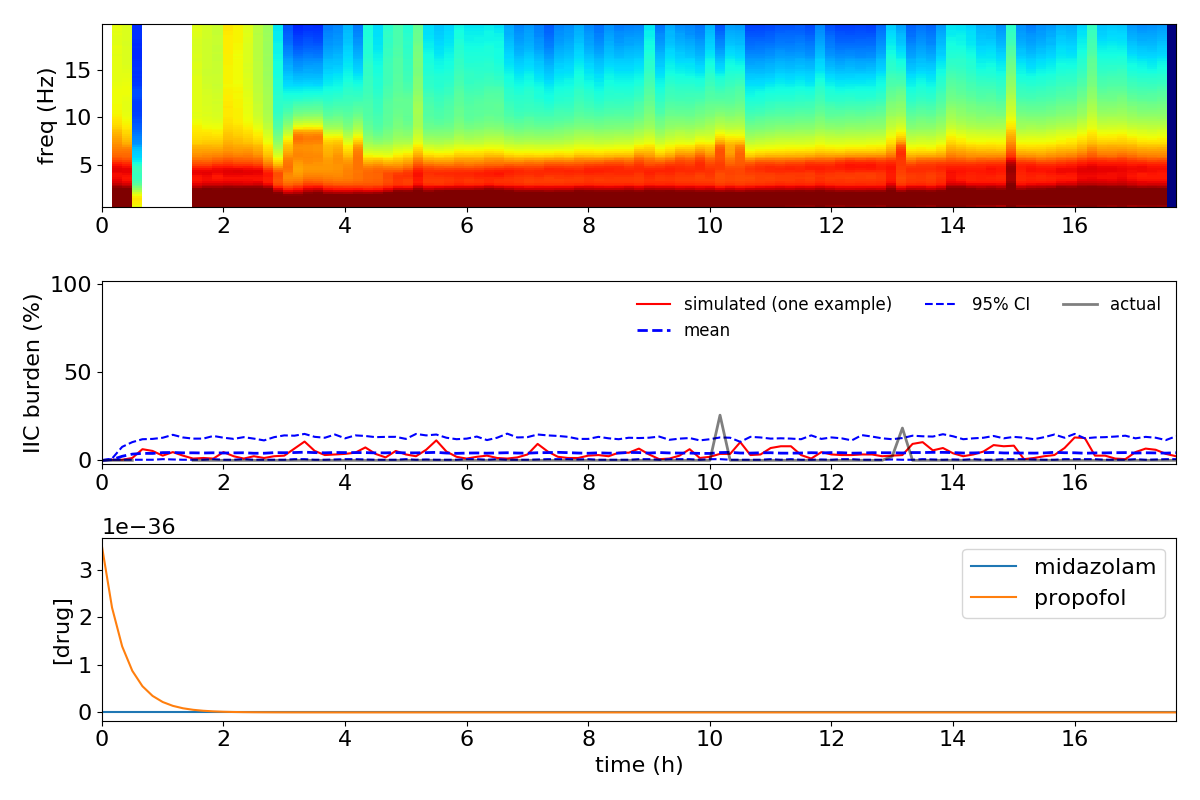 freq (Hz)
15
10
5
0 2 4 6 8 10 12 14 16
IIC burden (%)
100
50
0
simulated (one example)
mean
95% CI
actual
0 2 4 6 8 10 12 14 16
1e−36
[drug]
3
2
1
0
midazolam
propofol
0 2 4 6 8 10 12 14 16
time (h)